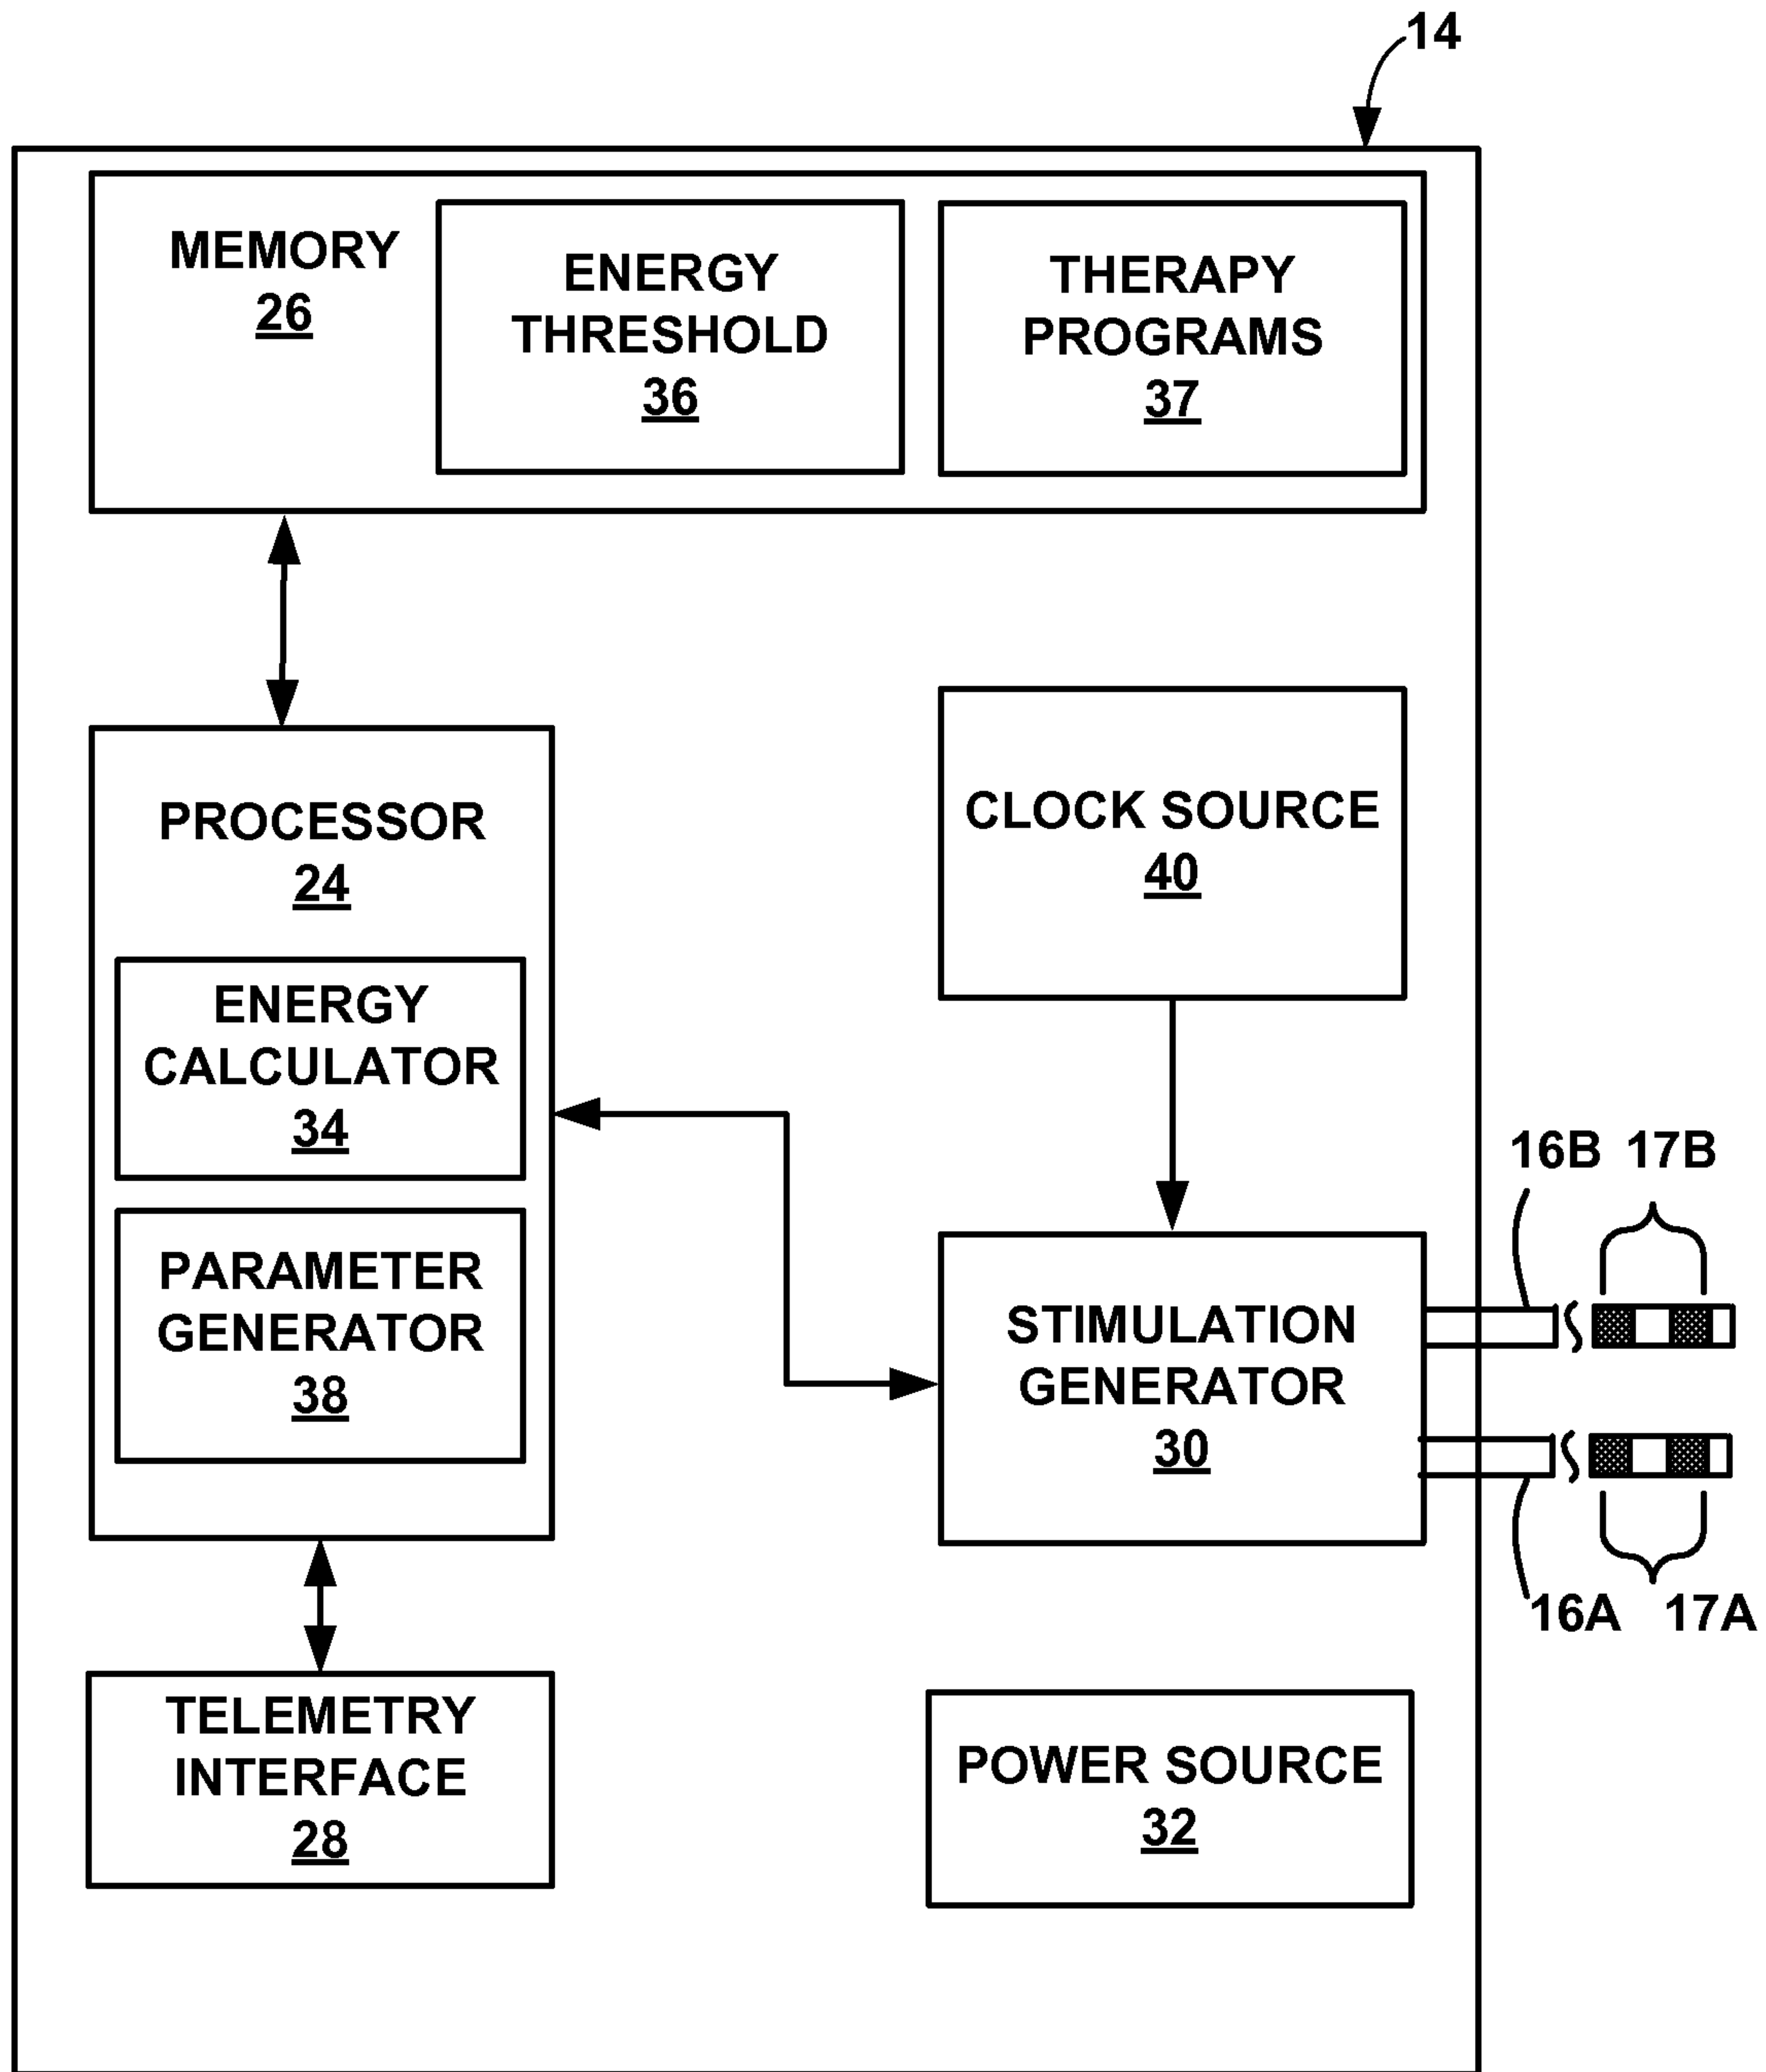 14
MEMORY
26
ENERGY
THRESHOLD
36
THERAPY
PROGRAMS
37
PROCESSOR
24
CLOCK SOURCE
40
ENERGY
CALCULATOR
34
PARAMETER
GENERATOR
38
16B 17B
STIMULATION
GENERATOR
30
16A 17A
TELEMETRY
INTERFACE
28
POWER SOURCE
32